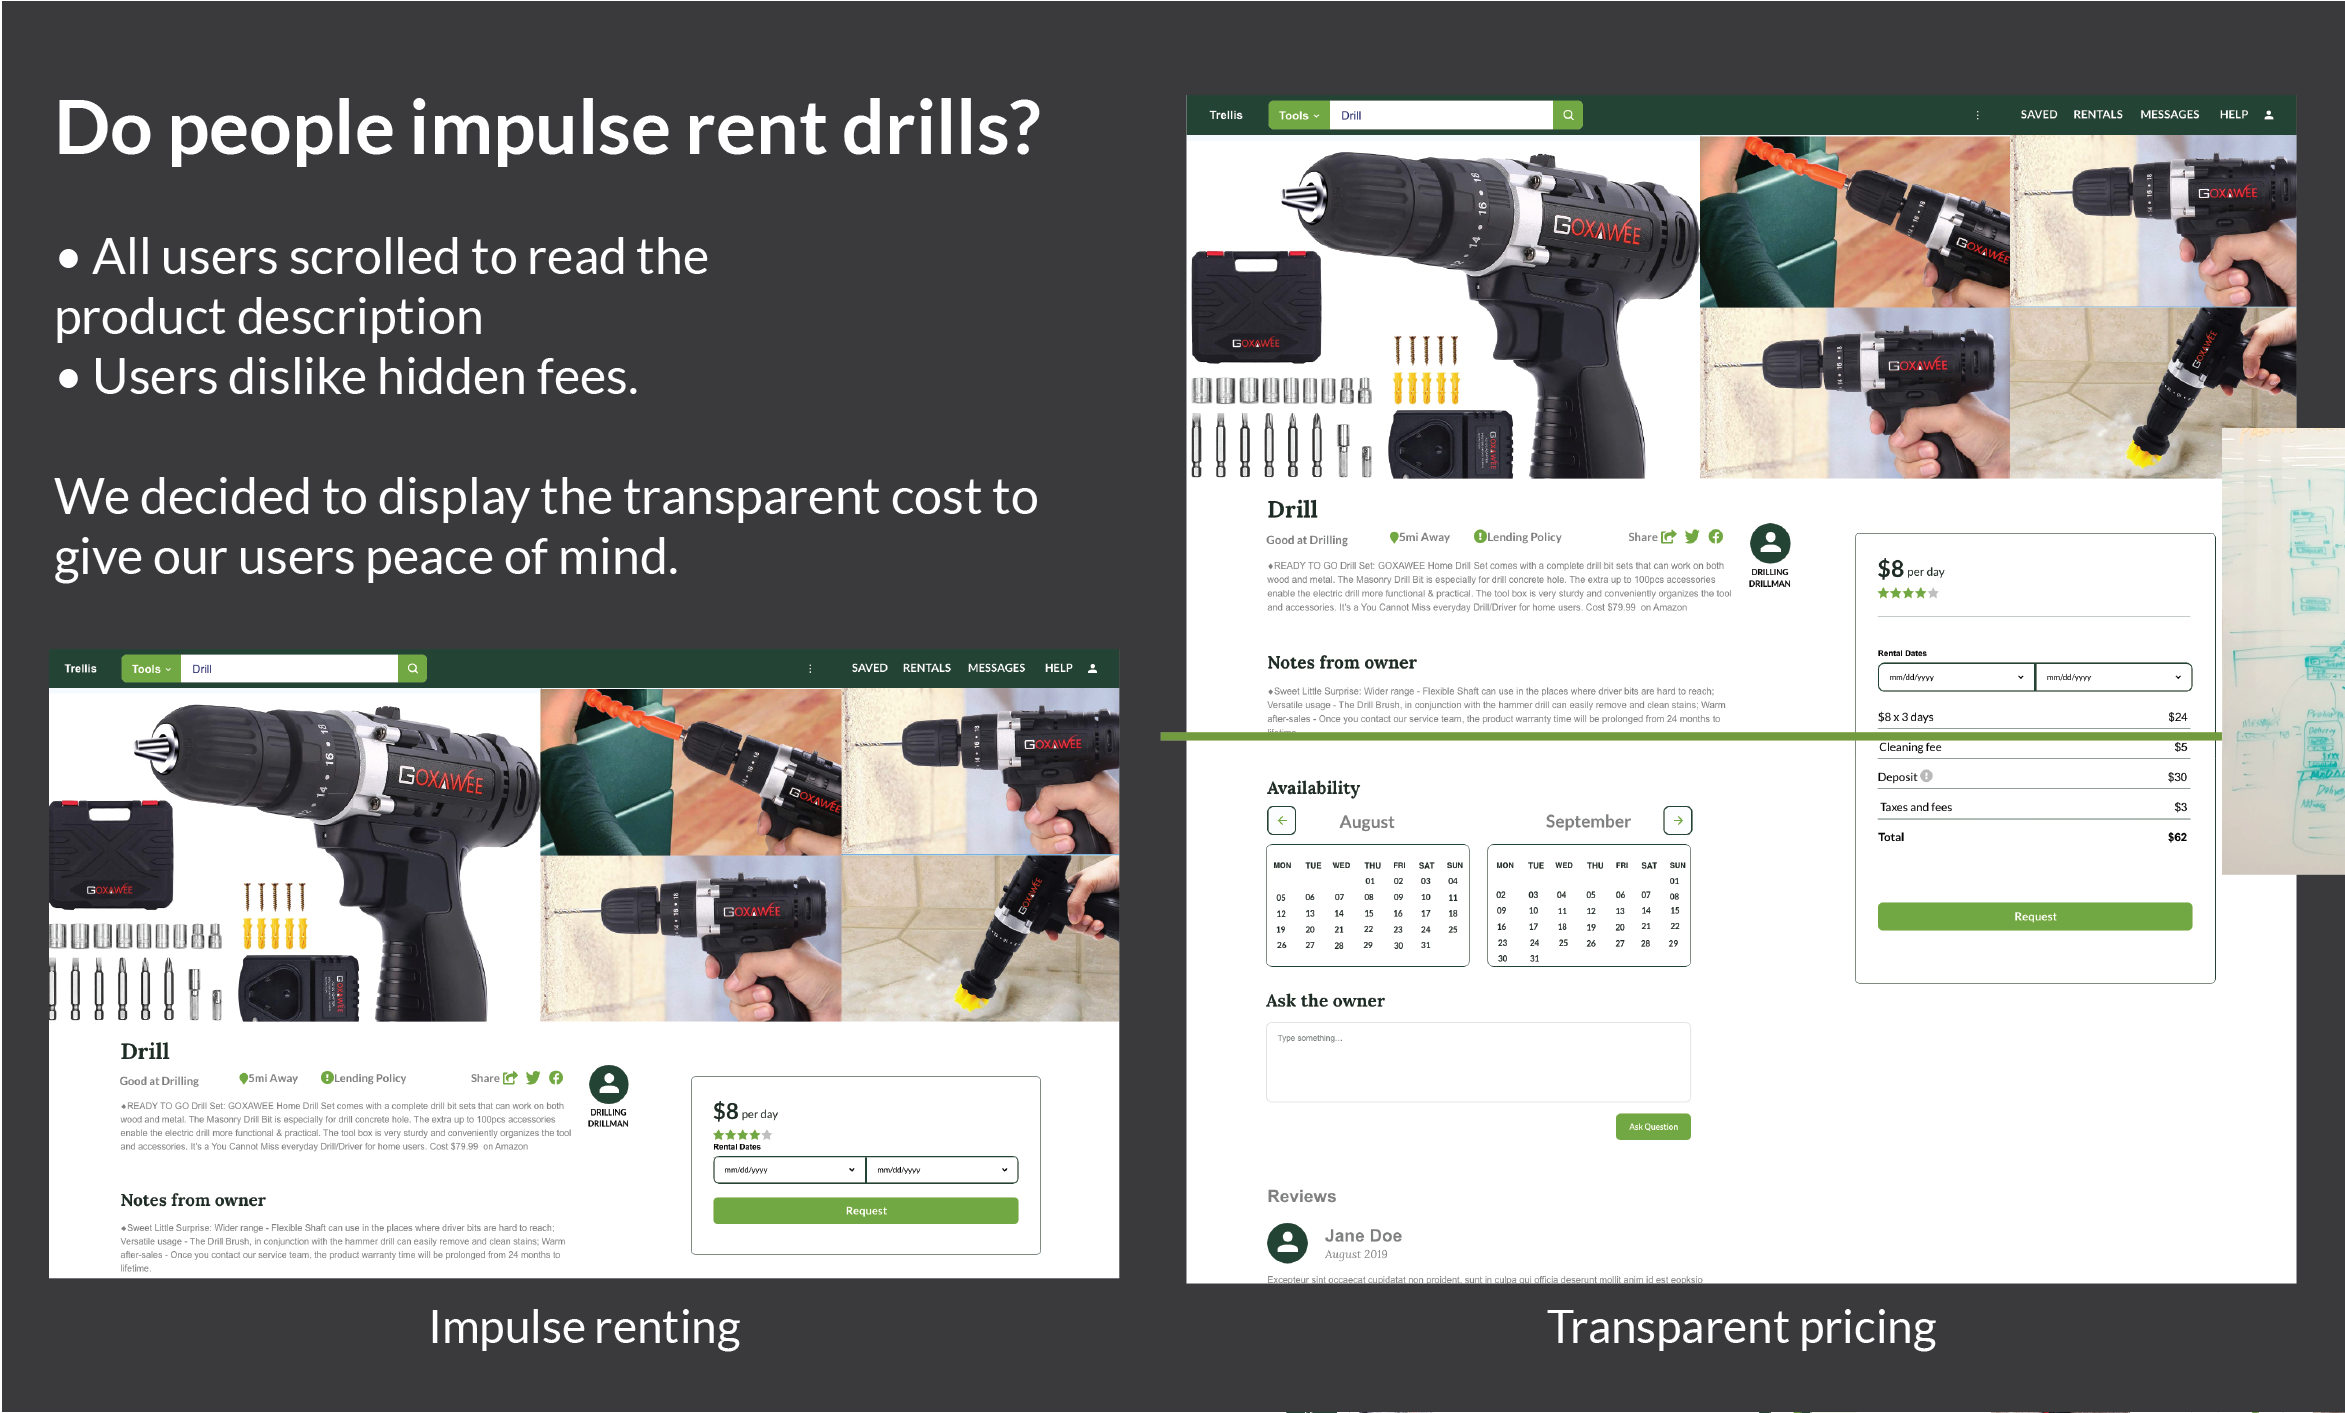 Do people impulse rent drills?
● All users scrolled to read the
product description
● Users dislike hidden fees.
We decided to display the transparent cost to
give our users peace of mind.
Trellis
Tools
Drill
SAVED RENTALS MESSAGES HELP
GOXAWEE
GOXAWEE
GOXAWEE
GOXAWEE
GOXAWEE
GOXAWEE
Drill
Good at Drilling
5mi Away
Lending Policy
Share
DRILLING
DRILLMAN
◆READY TO GO Drill Set: GOXAWEE Home Drill Set comes with a complete drill bit sets that can work on both
wood and metal. The Masonry Drill Bit is especially for drill concrete hole. The extra up to 100pcs accessories
enable the electric drill more functional & practical. The tool box is very sturdy and conveniently organizes the tool
and accessories. It's a You Cannot Miss everyday Drill/Driver for home users. Cost $79.99 on Amazon
Notes from owner
◆Sweet Little Surprise: Wider range - Flexible Shaft can use in the places where driver bits are hard to reach;
Versatile usage - The Drill Brush, in conjunction with the hammer drill can easily remove and clean stains; Warm
after-sales - Once you contact our service team, the product warranty time will be prolonged from 24 months to
lifetime.
$8 per day
Rental Dates
mm/dd/yyyy
mm/dd/yyyy
Request
Impulse renting
Trellis
Tools
Drill
SAVED RENTALS MESSAGES HELP
GOXAWEE
GOXAWEE
GOXAWEE
GOXAWEE
GOXAWEE
GOXAWEE
Drill
Good at Drilling
5mi Away
Lending Policy
Share
DRILLING
DRILLMAN
◆READY TO GO Drill Set: GOXAWEE Home Drill Set comes with a complete drill bit sets that can work on both
wood and metal. The Masonry Drill Bit is especially for drill concrete hole. The extra up to 100pcs accessories
enable the electric drill more functional & practical. The tool box is very sturdy and conveniently organizes the tool
and accessories. It's a You Cannot Miss everyday Drill/Driver for home users. Cost $79.99 on Amazon
Notes from owner
◆Sweet Little Surprise: Wider range - Flexible Shaft can use in the places where driver bits are hard to reach;
Versatile usage - The Drill Brush, in conjunction with the hammer drill can easily remove and clean stains; Warm
after-sales - Once you contact our service team, the product warranty time will be prolonged from 24 months to
$8 per day
Rental Dates
mm/dd/yyyy
mm/dd/yyyy
$8 x 3 days $24
Cleaning fee $5
Deposit $30
Taxes and fees $3
Total $62
Request
Availability
August
MON TUE WED THU FRI SAT SUN
01 02 03 04
05 06 07 08 09 10 11
12 13 14 15 16 17 18
19 20 21 22 23 24 25
26 27 28 29 30 31
September
MON TUE WED THU FRI SAT SUN
01
02 03 04 05 06 07 08
09 10 11 12 13 14 15
16 17 18 19 20 21 22
23 24 25 26 27 28 29
30 31
Ask the owner
Type something...
Ask Question
Reviews
Jane Doe
August 2019
Excepteur sint occaecat cupidatat non proident, sunt in culpa qui officia deserunt mollit anim id est eopksio
Transparent pricing